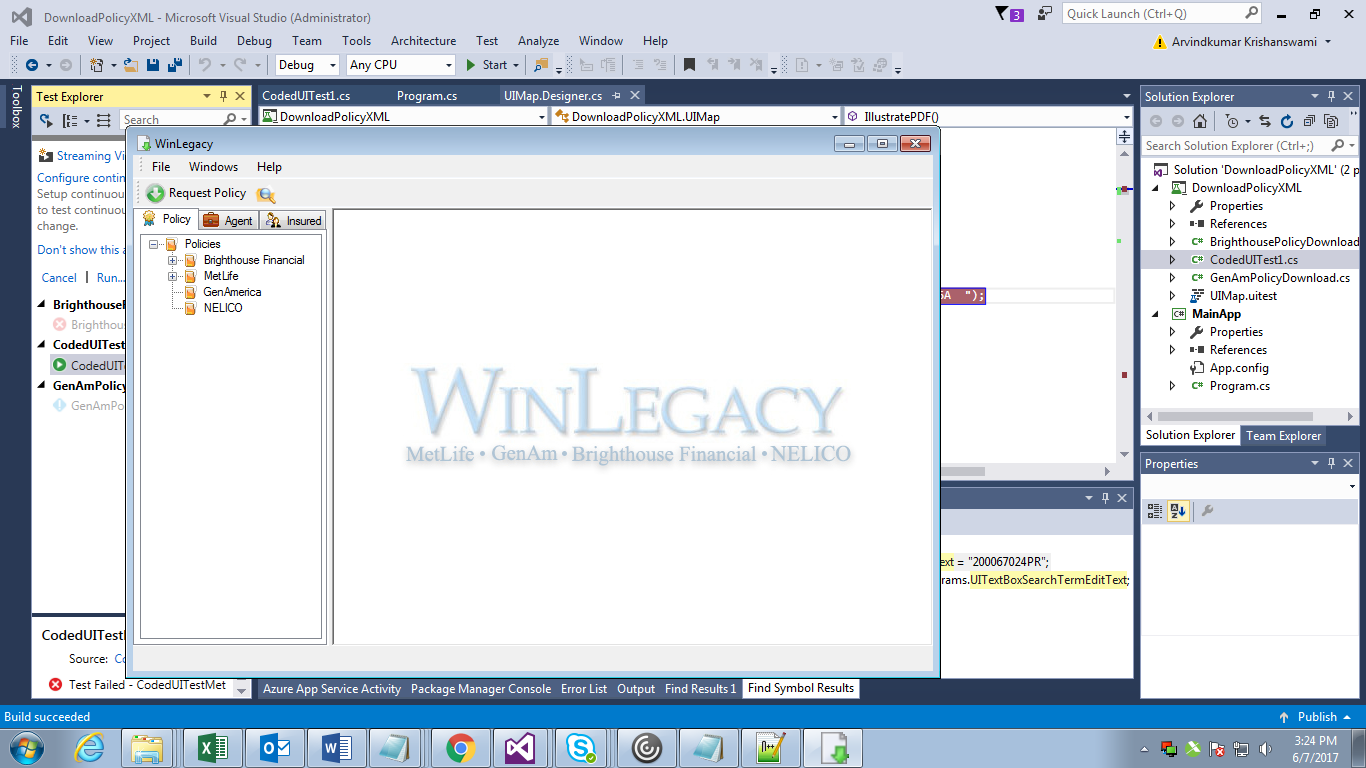 DownloadPolicyXML - Microsoft Visual Studio (Administrator)
3
Quick Launch (Ctrl+Q)
File Edit View Project Build Debug Team Tools Architecture Test Analyze Window Help
Arvindkumar Krishanswami
Debug Any CPU Start
Toolbox
Test Explorer
Search
Streaming Vi
Configure contin
Setup continuou
to test continuou
change.
Don't show this a
Cancel | Run...
BrighthouseP
Brighthous
CodedUITest
CodedUITe
GenAmPolicy
GenAmPo
CodedUITest
Source: Co
Test Failed - CodedUITestMet
CodedUITest1.cs Program.cs UIMap.Designer.cs
DownloadPolicyXML DownloadPolicyXML.UIMap IllustratePDF()
WinLegacy
File Windows Help
Request Policy
Policy Agent Insured
Policies
Brighthouse Financial
MetLife
GenAmerica
NELICO
WINLEGACY
MetLife • GenAm • Brighthouse Financial • NELICO
SA ");
ext = "200067024PR";
rams.UITextBoxSearchTermEditText;
Azure App Service Activity Package Manager Console Error List Output Find Results 1 Find Symbol Results
Solution Explorer
Search Solution Explorer (Ctrl+;)
Solution 'DownloadPolicyXML' (2 p
DownloadPolicyXML
Properties
References
BrighthousePolicyDownload
CodedUITest1.cs
GenAmPolicyDownload.cs
UIMap.uitest
MainApp
Properties
References
App.config
Program.cs
Solution Explorer Team Explorer
Properties
Build succeeded
Publish
3:24 PM
6/7/2017